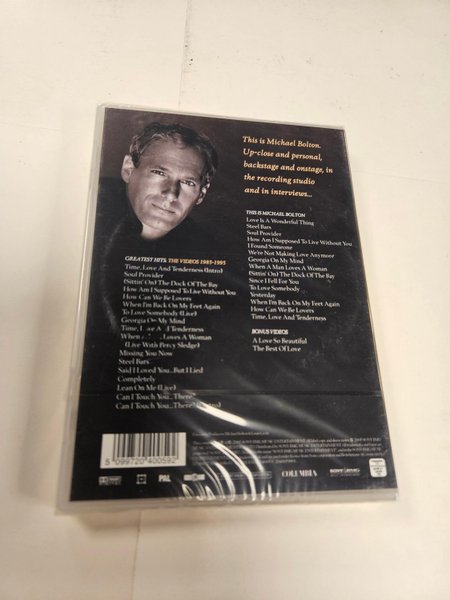 This is Michael Bolton.
Up-close and personal,
backstage and onstage, in
the recording studio
and in interviews...
GREATEST HITS: THE VIDEOS 1985-1995
Time, Love And Tenderness (Intro)
Soul Provider
(Sittin' On) The Dock Of The Bay
How Am I Supposed To Live Without You
How Can We Be Lovers
When I'm Back On My Feet Again
To Love Somebody (Live)
Georgia On My Mind
Time, Love And Tenderness
When A Man Loves A Woman
(Live With Percy Sledge)
Missing You Now
Steel Bars
Said I Loved You...But I Lied
Completely
Lean On Me (Live)
Can I Touch You...There?
Can I Touch You...There?
THIS IS MICHAEL BOLTON
Love Is A Wonderful Thing
Steel Bars
Soul Provider
How Am I Supposed To Live Without You
I Found Someone
We're Not Making Love Anymore
Georgia On My Mind
When A Man Loves A Woman
(Sittin' On) The Dock Of The Bay
Since I Fell For You
To Love Somebody
Yesterday
When I'm Back On My Feet Again
How Can We Be Lovers
Time, Love And Tenderness
BONUS VIDEOS
A Love So Beautiful
The Best Of Love
5 099720 400592
PAL
COLUMBIA
SONY BMG